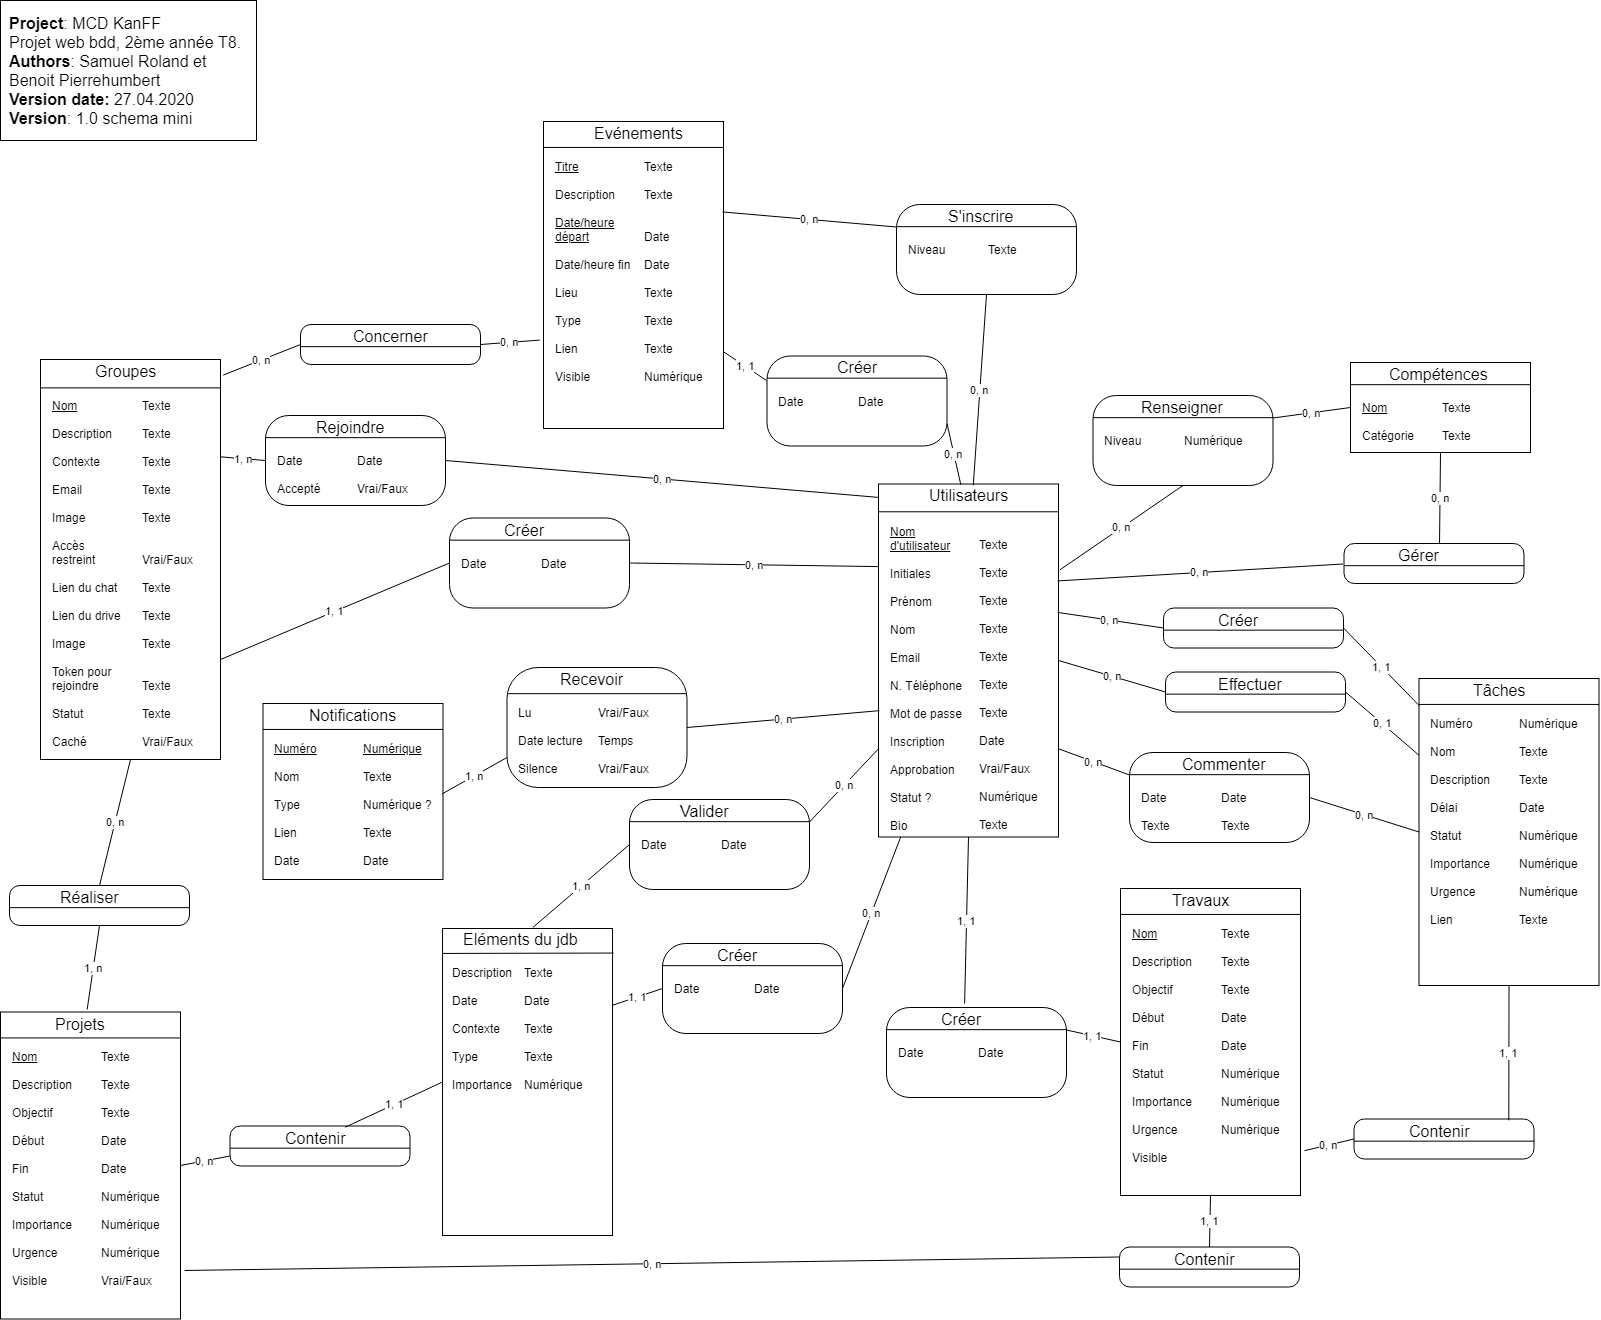 Project: MCD KanFF
Projet web bdd, 2ème année T8.
Authors: Samuel Roland et
Benoit Pierrehumbert
Version date: 27.04.2020
Version: 1.0 schema mini
Evénements
Titre Texte
Description Texte
Date/heure
départ Date
Date/heure fin Date
Lieu Texte
Type Texte
Lien Texte
Visible Numérique
0, n
S'inscrire
Niveau Texte
0, n
Concerner
0, n
0, n
1, 1
Créer
Date Date
0, n
Groupes
Nom Texte
Description Texte
Contexte Texte
Email Texte
Image Texte
Accès
restreint Vrai/Faux
Lien du chat Texte
Lien du drive Texte
Image Texte
Token pour
rejoindre Texte
Statut Texte
Caché Vrai/Faux
1, n
Rejoindre
Date Date
Accepté Vrai/Faux
0, n
Créer
Date Date
1, 1
0, n
Renseigner
Niveau Numérique
0, n
0, n
Compétences
Nom Texte
Catégorie Texte
0, n
Gérer
0, n
Utilisateurs
Nom
d'utilisateur Texte
Initiales Texte
Prénom Texte
Nom Texte
Email Texte
N. Téléphone Texte
Mot de passe Texte
Inscription Date
Approbation Vrai/Faux
Statut ? Numérique
Bio Texte
0, n
Créer
1, 1
0, n
Effectuer
0, 1
0, n
Commenter
Date Date
Texte Texte
0, n
Tâches
Numéro Numérique
Nom Texte
Description Texte
Délai Date
Statut Numérique
Importance Numérique
Urgence Numérique
Lien Texte
Notifications
Numéro Numérique
Nom Texte
Type Numérique ?
Lien Texte
Date Date
1, n
Recevoir
Lu Vrai/Faux
Date lecture Temps
Silence Vrai/Faux
0, n
Valider
Date Date
0, n
1, n
0, n
Réaliser
1, n
Eléments du jdb
Description Texte
Date Date
Contexte Texte
Type Texte
Importance Numérique
1, 1
Créer
Date Date
0, n
1, 1
Créer
Date Date
1, 1
Travaux
Nom Texte
Description Texte
Objectif Texte
Début Date
Fin Date
Statut Numérique
Importance Numérique
Urgence Numérique
Visible
1, 1
Contenir
0, n
Projets
Nom Texte
Description Texte
Objectif Texte
Début Date
Fin Date
Statut Numérique
Importance Numérique
Urgence Numérique
Visible Vrai/Faux
0, n
Contenir
1, 1
1, 1
Contenir
0, n